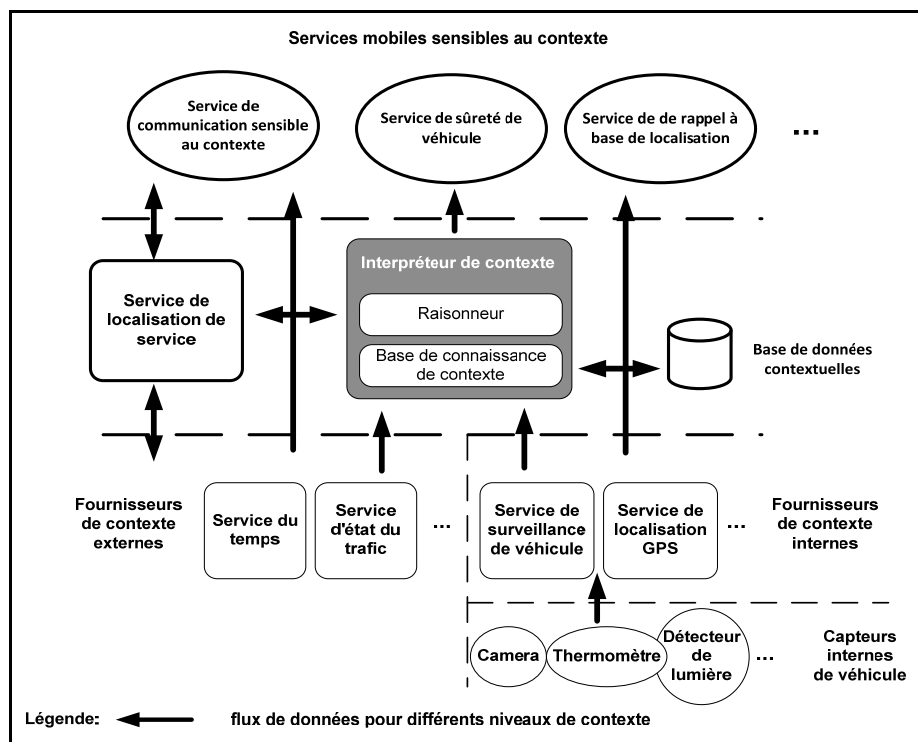 Services mobiles sensibles au contexte
Service de
communication sensible
au contexte
Service de sûreté de
véhicule
Service de de rappel à
base de localisation
...
Interpréteur de contexte
Service de
localisation de
service
Raisonneur
Base de connaissance
de contexte
Base de données
contextuelles
Fournisseurs
de contexte
externes
Service du
temps
Service
d'état du
trafic
...
Service de
surveillance
de véhicule
Service de
localisation
GPS
...
Fournisseurs
de contexte
internes
Camera
Thermomètre
Détecteur
de
lumière
...
Capteurs
internes
de véhicule
Légende:
flux de données pour différents niveaux de contexte